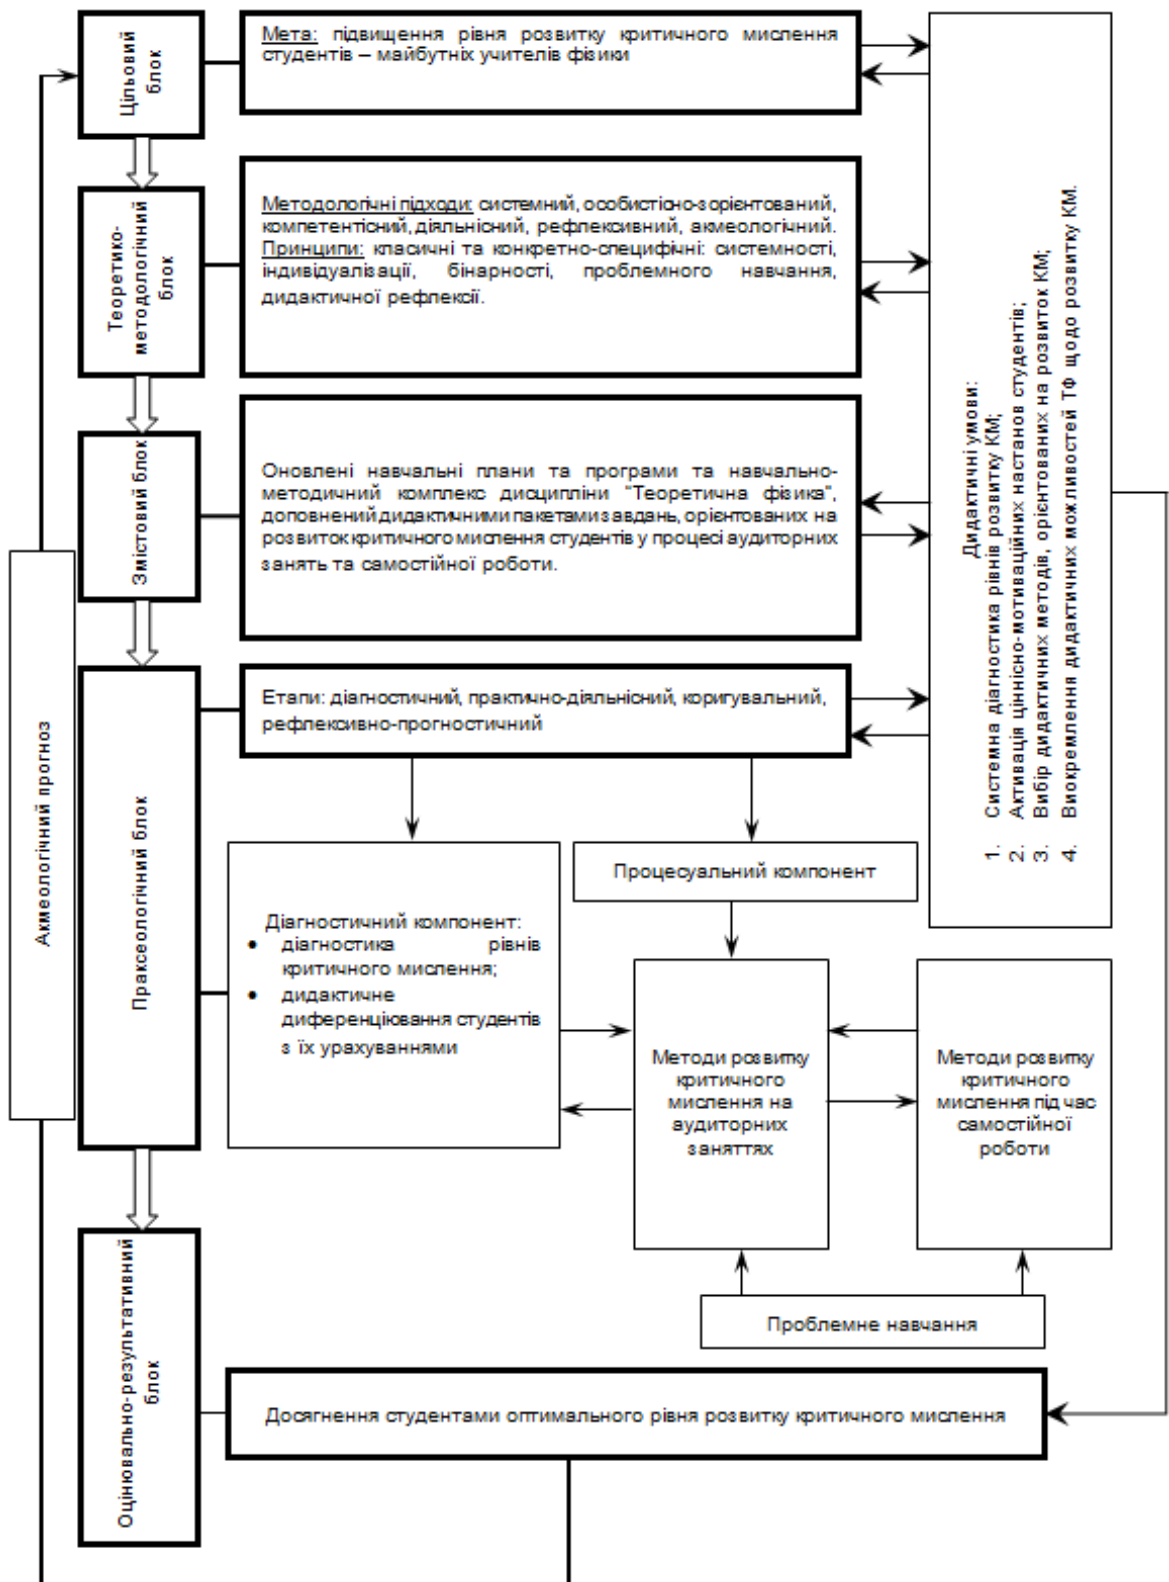 Цільовий
блок
Мета: підвищення рівня розвитку критичного мислення
студентів – майбутніх учителів фізики
Теоретико-
методологічний
блок
Методологічні підходи: системний, особистісно-зорієнтований,
компетентісний, діяльнісний, рефлексивний, акмеологічний.
Принципи: класичні та конкретно-специфічні: системності,
індивідуалізації, бінарності, проблемного навчання,
дидактичної рефлексії.
Змістовий блок
Оновлені навчальні плани та програми та навчально-
методичний комплекс дисципліни "Теоретична фізика",
доповнений дидактичними пакетами завдань, орієнтованих на
розвиток критичного мислення студентів у процесі аудиторних
занять та самостійної роботи.
Дидактичні умови:
1. Системна діагностика рівнів розвитку КМ;
2. Активація ціннісно-мотиваційних настанов студентів;
3. Вибір дидактичних методів, орієнтованих на розвиток КМ;
4. Виокремлення дидактичних можливостей ТФ щодо розвитку КМ.
Акмеологічний прогноз
Праксеологічний блок
Етапи: діагностичний, практично-діяльнісний, коригувальний,
рефлексивно-прогностичний
Процесуальний компонент
Діагностичний компонент:
• діагностика рівнів
критичного мислення;
• дидактичне
диференціювання студентів
з їх урахуваннями
Методи розвитку
критичного
мислення на
аудиторних
заняттях
Методи розвитку
критичного
мислення під час
самостійної
роботи
Проблемне навчання
Оцінювально-результативний
блок
Досягнення студентами оптимального рівня розвитку критичного мислення